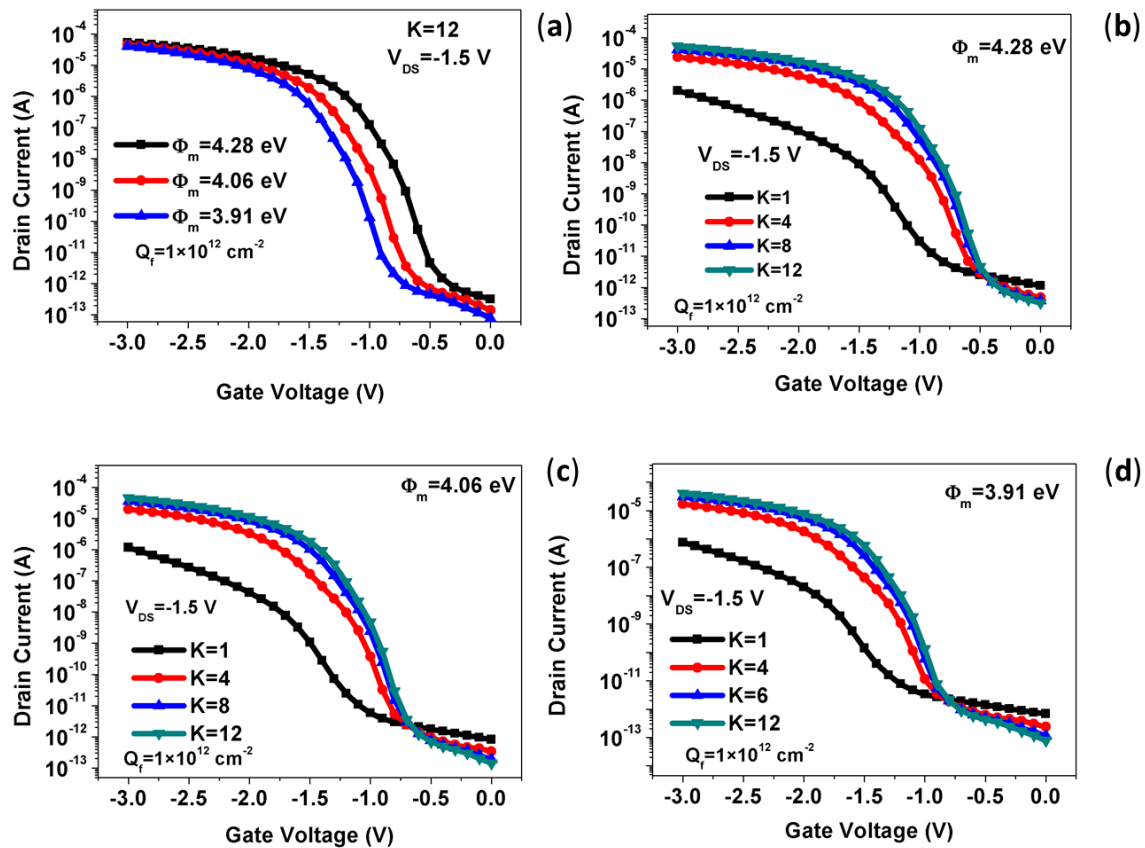 (a)
K=12
V_DS=-1.5 V
Φ_m=4.28 eV
Φ_m=4.06 eV
Φ_m=3.91 eV
Q_f=1×10^12 cm^-2
Drain Current (A)
10^-4
10^-5
10^-6
10^-7
10^-8
10^-9
10^-10
10^-11
10^-12
10^-13
-3.0 -2.5 -2.0 -1.5 -1.0 -0.5 0.0
Gate Voltage (V)
(b)
Φ_m=4.28 eV
V_DS=-1.5 V
K=1
K=4
K=8
K=12
Q_f=1×10^12 cm^-2
Drain Current (A)
10^-4
10^-5
10^-6
10^-7
10^-8
10^-9
10^-10
10^-11
10^-12
10^-13
-3.0 -2.5 -2.0 -1.5 -1.0 -0.5 0.0
Gate Voltage (V)
(c)
Φ_m=4.06 eV
V_DS=-1.5 V
K=1
K=4
K=8
K=12
Q_f=1×10^12 cm^-2
Drain Current (A)
10^-4
10^-5
10^-6
10^-7
10^-8
10^-9
10^-10
10^-11
10^-12
10^-13
-3.0 -2.5 -2.0 -1.5 -1.0 -0.5 0.0
Gate Voltage (V)
(d)
Φ_m=3.91 eV
V_DS=-1.5 V
K=1
K=4
K=6
K=12
Q_f=1×10^12 cm^-2
Drain Current (A)
10^-5
10^-7
10^-9
10^-11
10^-13
-3.0 -2.5 -2.0 -1.5 -1.0 -0.5 0.0
Gate Voltage (V)